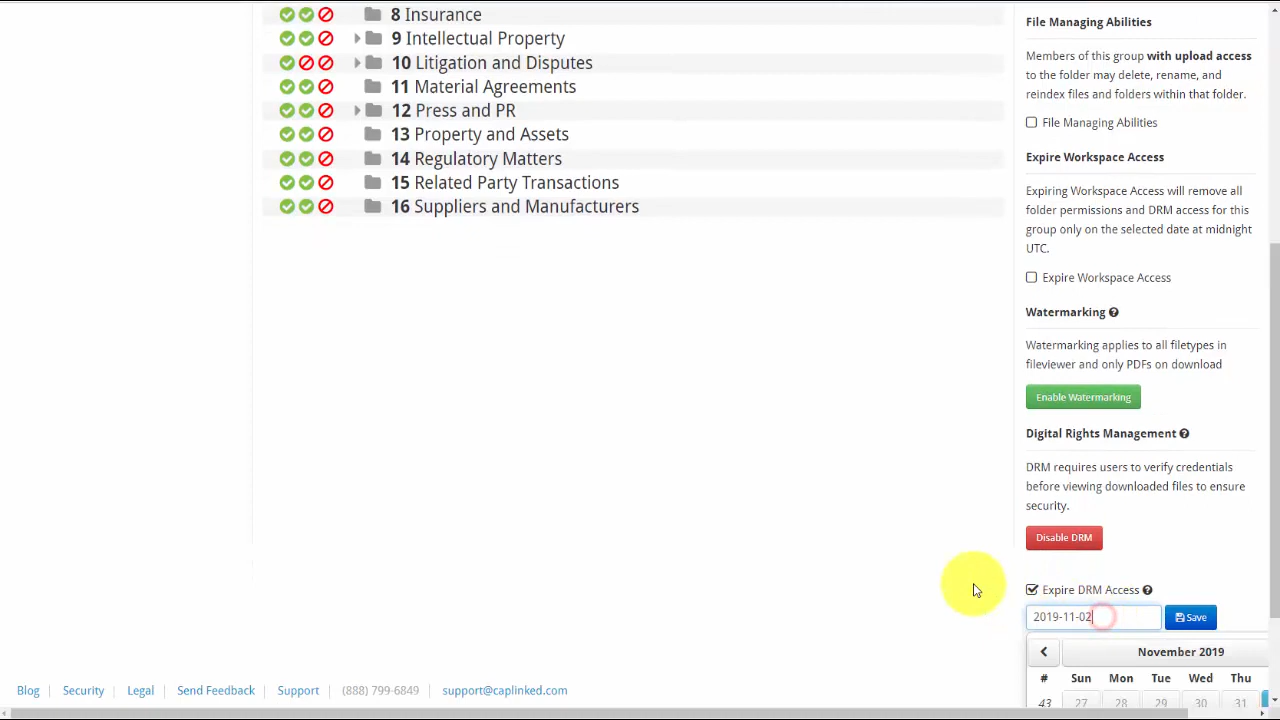 8 Insurance
9 Intellectual Property
10 Litigation and Disputes
11 Material Agreements
12 Press and PR
13 Property and Assets
14 Regulatory Matters
15 Related Party Transactions
16 Suppliers and Manufacturers
File Managing Abilities
Members of this group with upload access
to the folder may delete, rename, and
reindex files and folders within that folder.
File Managing Abilities
Expire Workspace Access
Expiring Workspace Access will remove all
folder permissions and DRM access for this
group only on the selected date at midnight
UTC.
Expire Workspace Access
Watermarking
Watermarking applies to all filetypes in
fileviewer and only PDFs on download
Enable Watermarking
Digital Rights Management
DRM requires users to verify credentials
before viewing downloaded files to ensure
security.
Disable DRM
Expire DRM Access
2019-11-02 Save
November 2019
# Sun Mon Tue Wed Thu
43 27 28 29 30 31
Blog Security Legal Send Feedback Support (888) 799-6849 support@caplinked.com